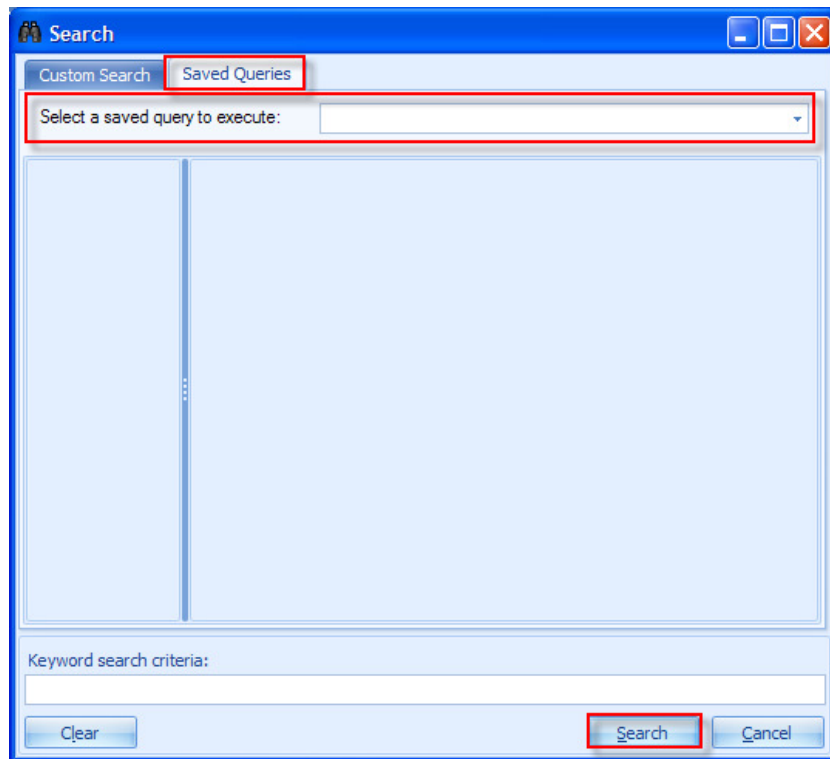 Search
Custom Search Saved Queries
Select a saved query to execute:
Keyword search criteria:
Clear Search Cancel